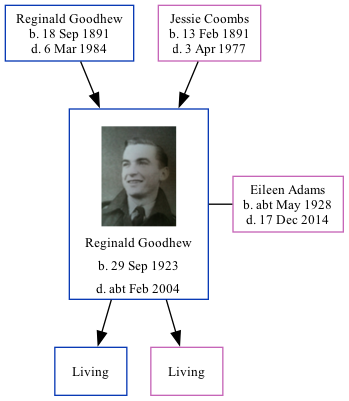 Reginald Goodhew
b. 18 Sep 1891
d. 6 Mar 1984
Jessie Coombs
b. 13 Feb 1891
d. 3 Apr 1977
Reginald Goodhew
b. 29 Sep 1923
d. abt Feb 2004
Eileen Adams
b. abt May 1928
d. 17 Dec 2014
Living
Living